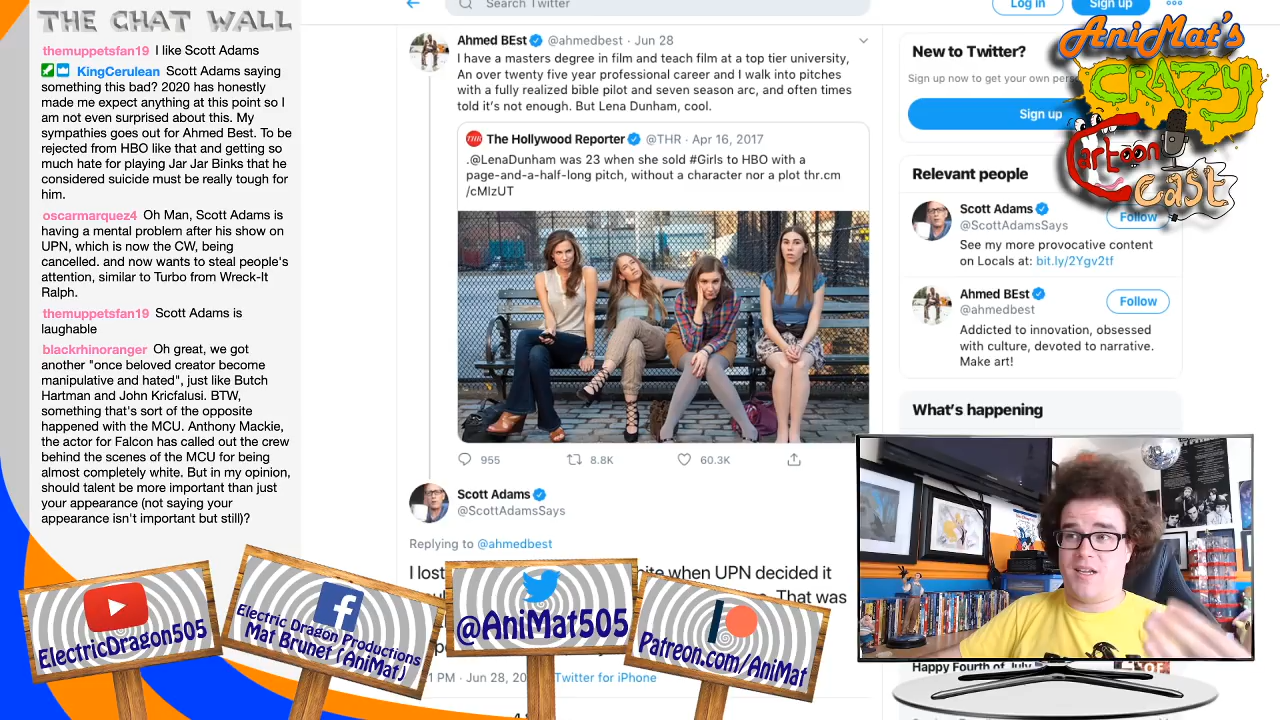 THE CHAT WALL
themuppetsfan19 I like Scott Adams
KingCerulean Scott Adams saying
something this bad? 2020 has honestly
made me expect anything at this point so I
am not even surprised about this. My
sympathies goes out for Ahmed Best. To be
rejected from HBO like that and getting so
much hate for playing Jar Jar Binks that he
considered suicide must be really tough for
him.
oscarmarquez4 Oh Man, Scott Adams is
having a mental problem after his show on
UPN, which is now the CW, being
cancelled. and now wants to steal people's
attention, similar to Turbo from Wreck-It
Ralph.
themuppetsfan19 Scott Adams is
laughable
blackrhinoranger Oh great, we got
another "once beloved creator become
manipulative and hated", just like Butch
Hartman and John Kricfalusi. BTW,
something that's sort of the opposite
happened with the MCU. Anthony Mackie,
the actor for Falcon has called out the crew
behind the scenes of the MCU for being
almost completely white. But in my opinion,
should talent be more important than just
your appearance (not saying your
appearance isn't important but still)?
Search Twitter
Log in
Sign up
Ahmed BEst @ahmedbest · Jun 28
I have a masters degree in film and teach film at a top tier university,
An over twenty five year professional career and I walk into pitches
with a fully realized bible pilot and seven season arc, and often times
told it's not enough. But Lena Dunham, cool.
The Hollywood Reporter @THR · Apr 16, 2017
.@LenaDunham was 23 when she sold #Girls to HBO with a
page-and-a-half-long pitch, without a character nor a plot thr.cm
/cMIzUT
955
8.8K
60.3K
Scott Adams
@ScottAdamsSays
Replying to @ahmedbest
I lost
ite when UPN decided it
That was
PM · Jun 28, 20
Twitter for iPhone
New to Twitter?
Sign up now to get your own pers
Sign up
Relevant people
Scott Adams
@ScottAdamsSays
Follow
See my more provocative content
on Locals at: bit.ly/2Ygv2tf
Ahmed BEst
@ahmedbest
Follow
Addicted to innovation, obsessed
with culture, devoted to narrative.
Make art!
What's happening
Happy Fourth of July
AniMat's
CRAZY
Cartoon
Cast
ElectricDragon505
Electric Dragon Productions
Mat Brunet (AniMat)
@AniMat505
Patreon.com/AniMat